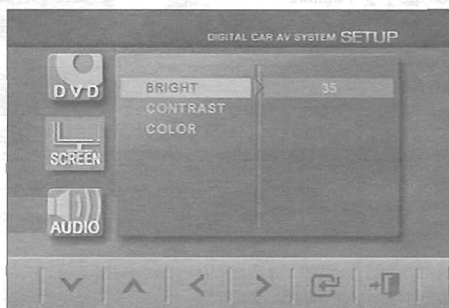 DIGITAL CAR AV SYSTEM SETUP
DVD
BRIGHT 35
CONTRAST
COLOR
SCREEN
AUDIO